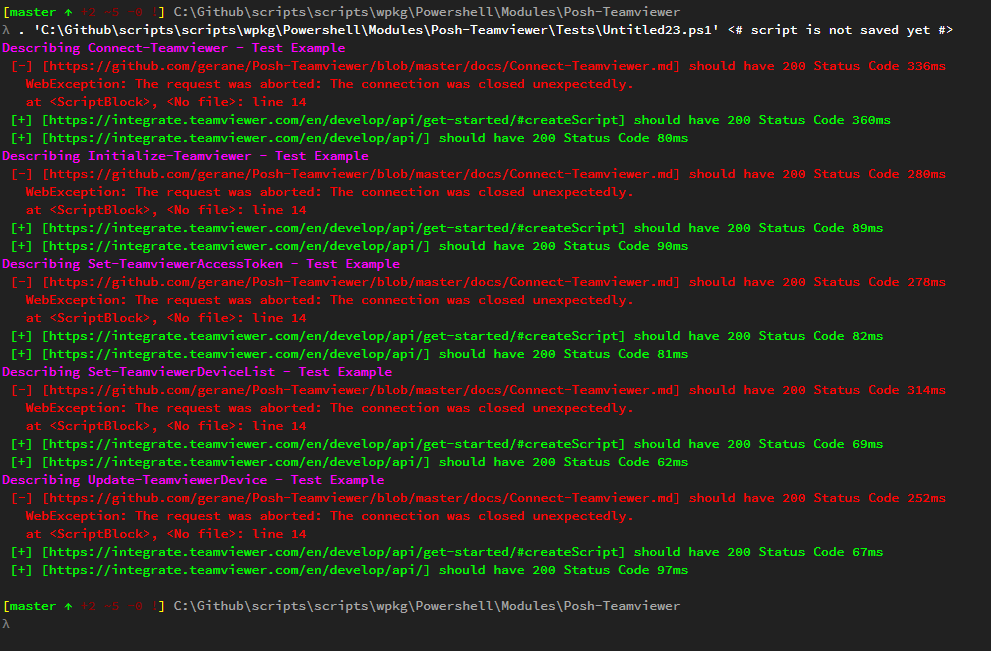 [master ↑ +2 ~5 -0 !] C:\Github\scripts\scripts\wpkg\Powershell\Modules\Posh-Teamviewer
λ . 'C:\Github\scripts\scripts\wpkg\Powershell\Modules\Posh-Teamviewer\Tests\Untitled23.ps1' <# script is not saved yet #>
Describing Connect-Teamviewer - Test Example
[-] [https://github.com/gerane/Posh-Teamviewer/blob/master/docs/Connect-Teamviewer.md] should have 200 Status Code 336ms
WebException: The request was aborted: The connection was closed unexpectedly.
at <ScriptBlock>, <No file>: line 14
[+] [https://integrate.teamviewer.com/en/develop/api/get-started/#createScript] should have 200 Status Code 360ms
[+] [https://integrate.teamviewer.com/en/develop/api/] should have 200 Status Code 80ms
Describing Initialize-Teamviewer - Test Example
[-] [https://github.com/gerane/Posh-Teamviewer/blob/master/docs/Connect-Teamviewer.md] should have 200 Status Code 280ms
WebException: The request was aborted: The connection was closed unexpectedly.
at <ScriptBlock>, <No file>: line 14
[+] [https://integrate.teamviewer.com/en/develop/api/get-started/#createScript] should have 200 Status Code 89ms
[+] [https://integrate.teamviewer.com/en/develop/api/] should have 200 Status Code 90ms
Describing Set-TeamviewerAccessToken - Test Example
[-] [https://github.com/gerane/Posh-Teamviewer/blob/master/docs/Connect-Teamviewer.md] should have 200 Status Code 278ms
WebException: The request was aborted: The connection was closed unexpectedly.
at <ScriptBlock>, <No file>: line 14
[+] [https://integrate.teamviewer.com/en/develop/api/get-started/#createScript] should have 200 Status Code 82ms
[+] [https://integrate.teamviewer.com/en/develop/api/] should have 200 Status Code 81ms
Describing Set-TeamviewerDeviceList - Test Example
[-] [https://github.com/gerane/Posh-Teamviewer/blob/master/docs/Connect-Teamviewer.md] should have 200 Status Code 314ms
WebException: The request was aborted: The connection was closed unexpectedly.
at <ScriptBlock>, <No file>: line 14
[+] [https://integrate.teamviewer.com/en/develop/api/get-started/#createScript] should have 200 Status Code 69ms
[+] [https://integrate.teamviewer.com/en/develop/api/] should have 200 Status Code 62ms
Describing Update-TeamviewerDevice - Test Example
[-] [https://github.com/gerane/Posh-Teamviewer/blob/master/docs/Connect-Teamviewer.md] should have 200 Status Code 252ms
WebException: The request was aborted: The connection was closed unexpectedly.
at <ScriptBlock>, <No file>: line 14
[+] [https://integrate.teamviewer.com/en/develop/api/get-started/#createScript] should have 200 Status Code 67ms
[+] [https://integrate.teamviewer.com/en/develop/api/] should have 200 Status Code 97ms
[master ↑ +2 ~5 -0 !] C:\Github\scripts\scripts\wpkg\Powershell\Modules\Posh-Teamviewer
λ